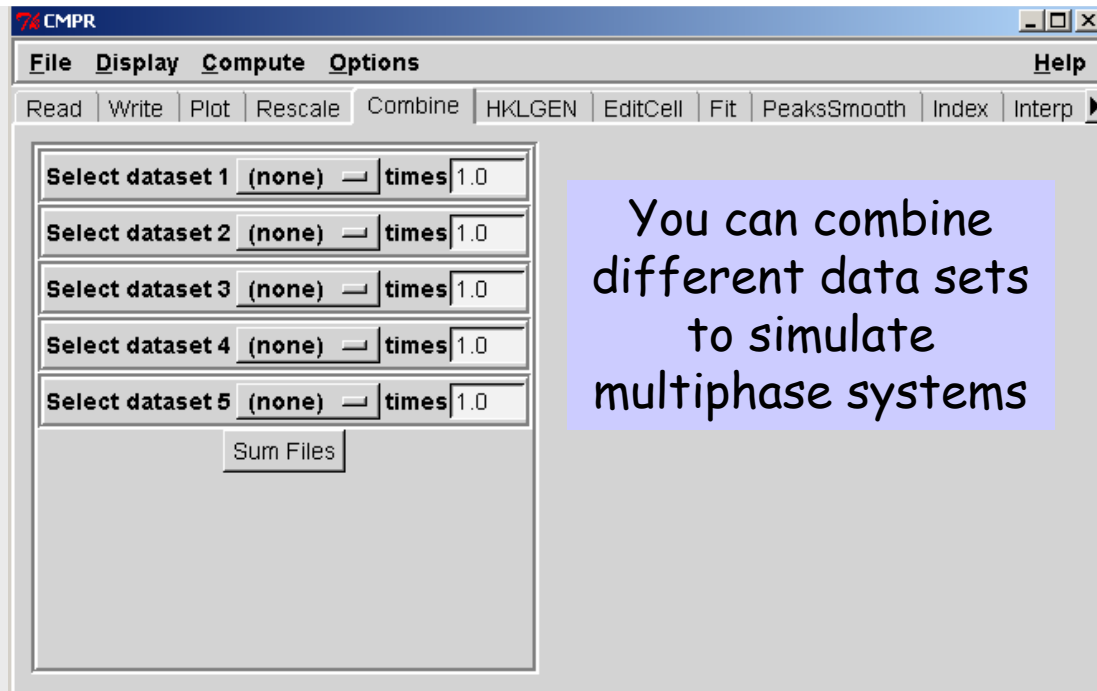 CMPR
File Display Compute Options Help
Read Write Plot Rescale Combine HKLGEN EditCell Fit PeaksSmooth Index Interp
Select dataset 1 (none) times 1.0
Select dataset 2 (none) times 1.0
Select dataset 3 (none) times 1.0
Select dataset 4 (none) times 1.0
Select dataset 5 (none) times 1.0
Sum Files
You can combine
different data sets
to simulate
multiphase systems